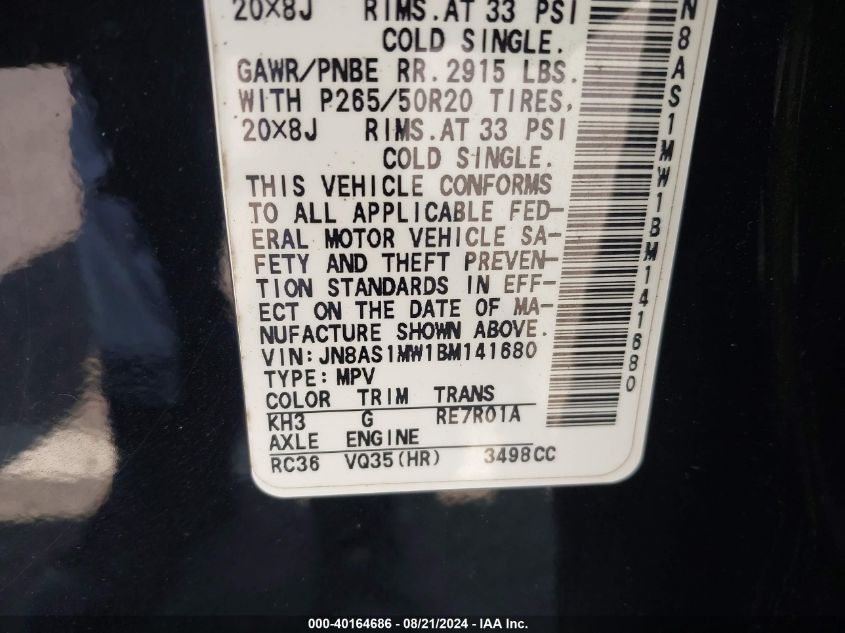 20X8J RIMS.AT 33 PSI
COLD SINGLE.
GAWR/PNBE RR.2915 LBS.
WITH P265/50R20 TIRES,
20X8J RIMS.AT 33 PSI
COLD SINGLE.
THIS VEHICLE CONFORMS
TO ALL APPLICABLE FED-
ERAL MOTOR VEHICLE SA-
FETY AND THEFT PREVEN-
TION STANDARDS IN EFF-
ECT ON THE DATE OF MA-
NUFACTURE SHOWN ABOVE.
VIN:JN8AS1MW1BM141680
TYPE:MPV
COLOR TRIM TRANS
KH3 G RE7R01A
AXLE ENGINE
RC36 VQ35(HR) 3498CC
N8AS1MW1BM141680
000-40164686 - 08/21/2024 - IAA Inc.